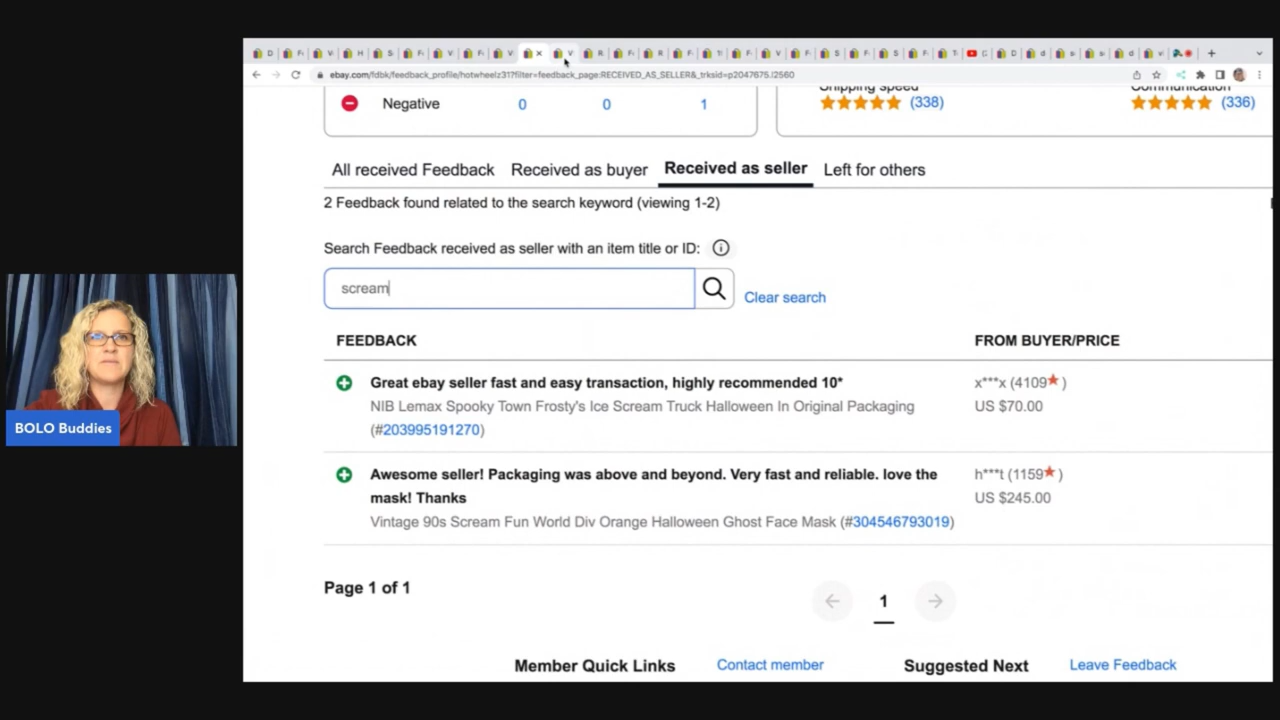 ebay.com/fdbk/feedback_profile/hotwheelz31?filter=feedback_page:RECEIVED_AS_SELLER&_trksid=p2047675.l2560
Shipping speed
Communication
Negative 0 0 1
(338)
(336)
All received Feedback Received as buyer Received as seller Left for others
2 Feedback found related to the search keyword (viewing 1-2)
Search Feedback received as seller with an item title or ID:
scream
Clear search
FEEDBACK FROM BUYER/PRICE
Great ebay seller fast and easy transaction, highly recommended 10* x***x (4109★)
NIB Lemax Spooky Town Frosty's Ice Scream Truck Halloween In Original Packaging US $70.00
(#203995191270)
Awesome seller! Packaging was above and beyond. Very fast and reliable. love the h***t (1159★)
mask! Thanks US $245.00
Vintage 90s Scream Fun World Div Orange Halloween Ghost Face Mask (#304546793019)
BOLO Buddies
Page 1 of 1
1
Member Quick Links Contact member Suggested Next Leave Feedback